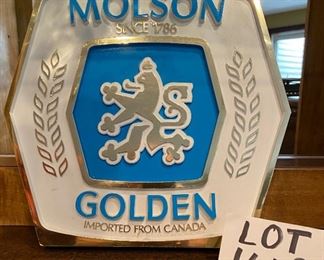 MOLSON
SINCE 1786
GOLDEN
IMPORTED FROM CANADA
LOT